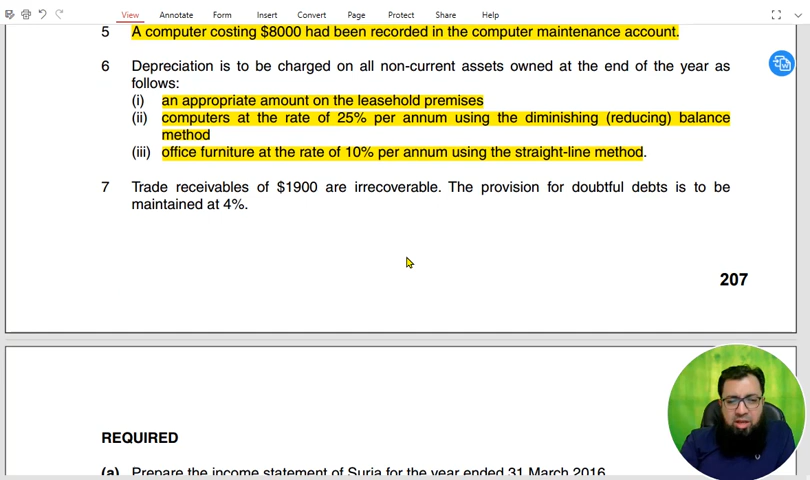 View Annotate Form Insert Convert Page Protect Share Help
5 A computer costing $8000 had been recorded in the computer maintenance account.
6 Depreciation is to be charged on all non-current assets owned at the end of the year as
follows:
(i) an appropriate amount on the leasehold premises
(ii) computers at the rate of 25% per annum using the diminishing (reducing) balance
method
(iii) office furniture at the rate of 10% per annum using the straight-line method.
7 Trade receivables of $1900 are irrecoverable. The provision for doubtful debts is to be
maintained at 4%.
207
REQUIRED
(a) Prepare the income statement of Suria for the year ended 31 March 2016